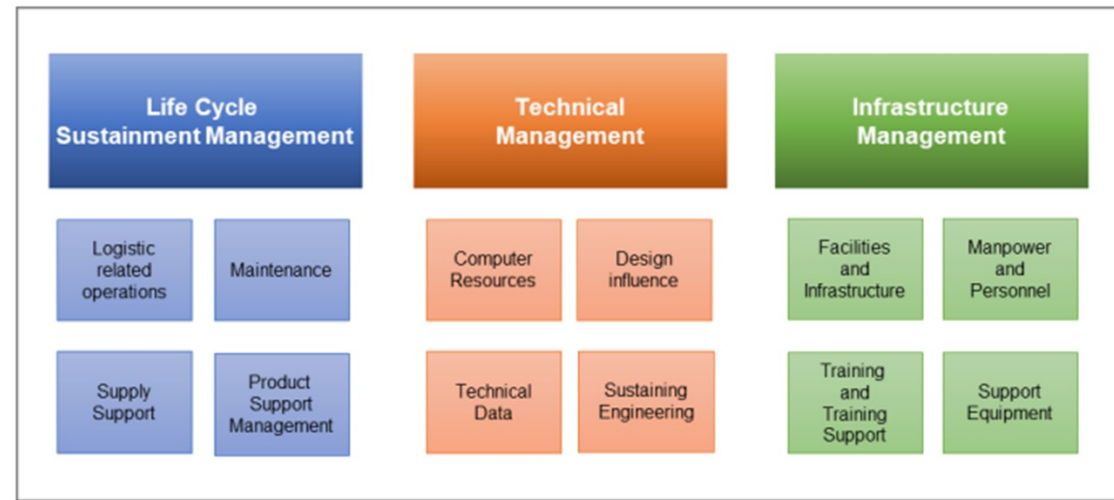 Life Cycle
Sustainment Management
Technical
Management
Infrastructure
Management
Logistic
related
operations
Maintenance
Computer
Resources
Design
influence
Facilities
and
Infrastructure
Manpower
and
Personnel
Supply
Support
Product
Support
Management
Technical
Data
Sustaining
Engineering
Training
and
Training
Support
Support
Equipment